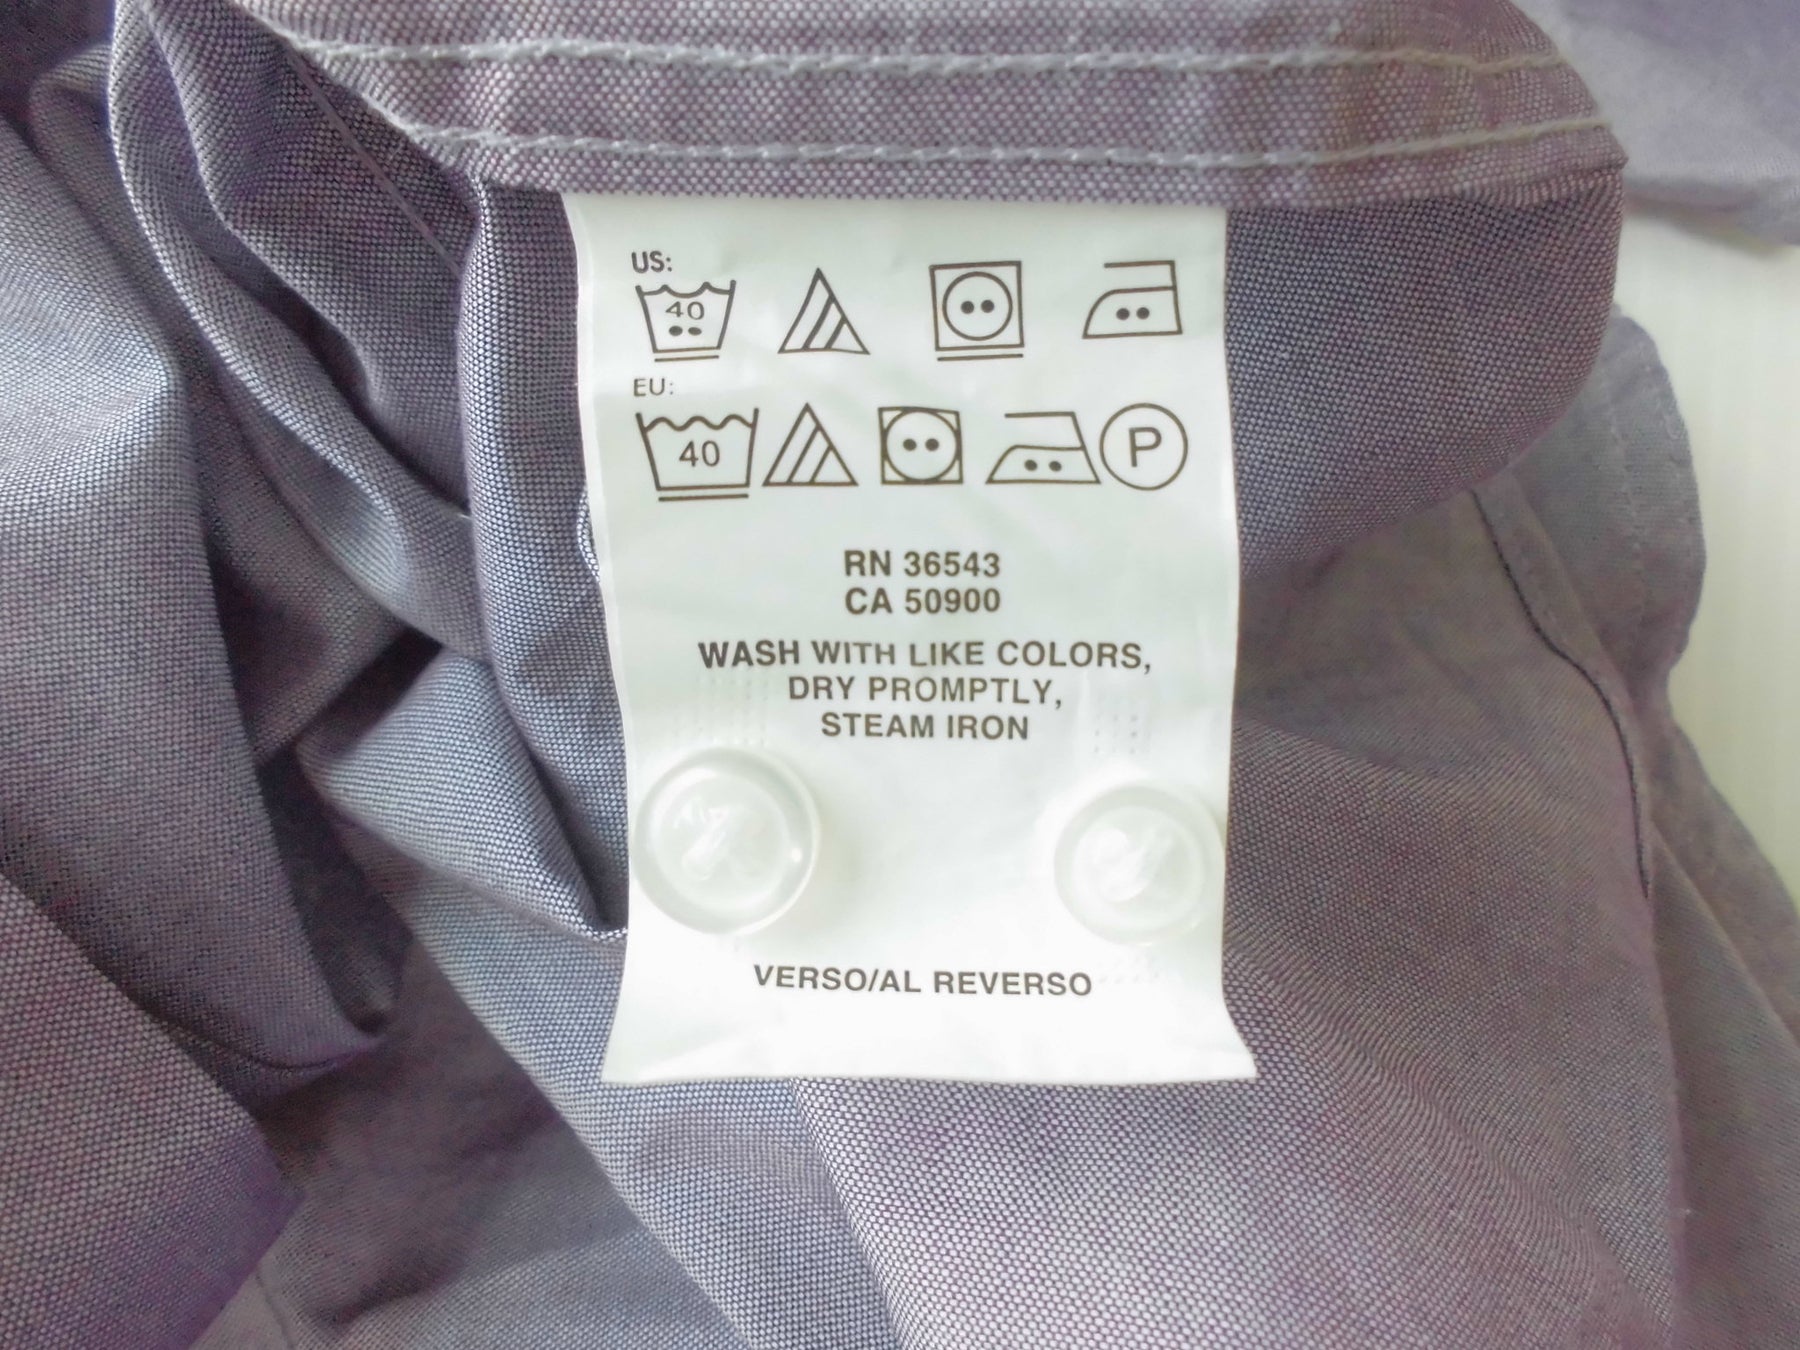 US:
40
EU:
40 P
RN 36543
CA 50900
WASH WITH LIKE COLORS,
DRY PROMPTLY,
STEAM IRON
VERSO/AL REVERSO